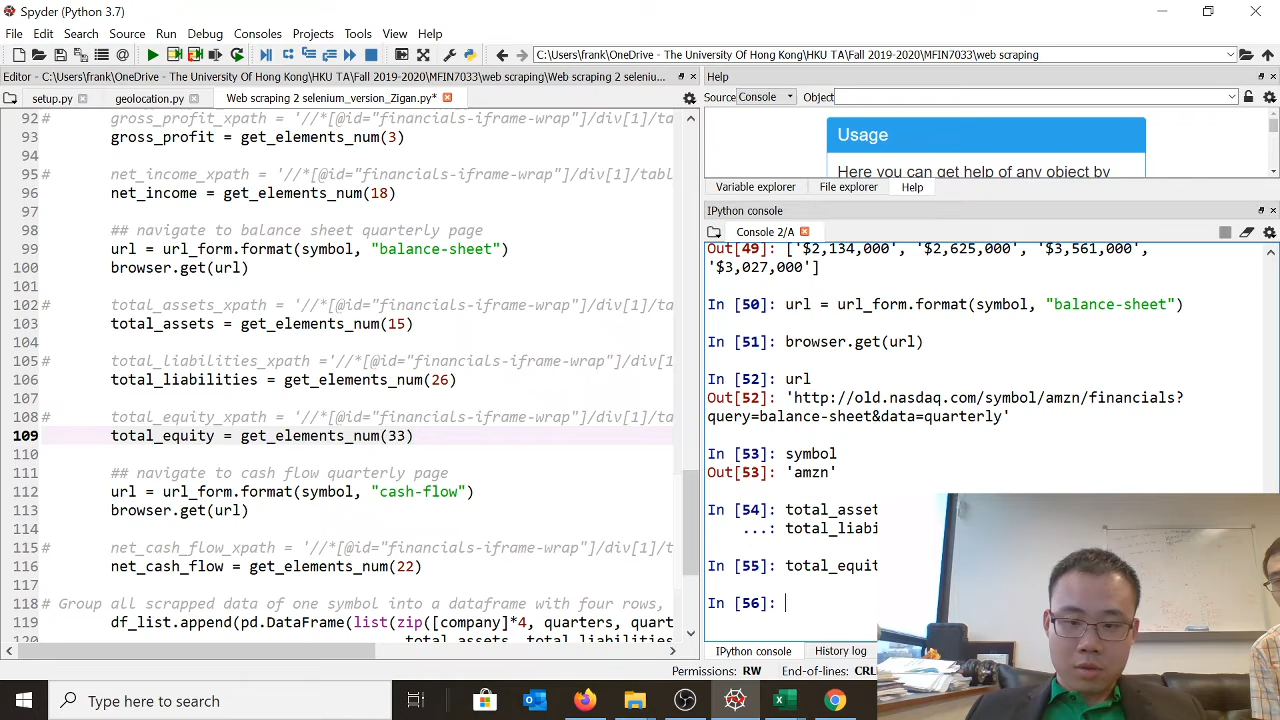 Spyder (Python 3.7)
File Edit Search Source Run Debug Consoles Projects Tools View Help
C:\Users\frank\OneDrive - The University Of Hong Kong\HKU TA\Fall 2019-2020\MFIN7033\web scraping
Editor - C:\Users\frank\OneDrive - The University Of Hong Kong\HKU TA\Fall 2019-2020\MFIN7033\web scraping\Web scraping 2 seleniu...
setup.py geolocation.py Web scraping 2 selenium_version_Zigan.py*
92 # gross_profit_xpath = '//*[@id="financials-iframe-wrap"]/div[1]/ta
93 gross_profit = get_elements_num(3)
94
95 # net_income_xpath = '//*[@id="financials-iframe-wrap"]/div[1]/tabl
96 net_income = get_elements_num(18)
97
98 ## navigate to balance sheet quarterly page
99 url = url_form.format(symbol, "balance-sheet")
100 browser.get(url)
101
102 # total_assets_xpath = '//*[@id="financials-iframe-wrap"]/div[1]/ta
103 total_assets = get_elements_num(15)
104
105 # total_liabilities_xpath ='//*[@id="financials-iframe-wrap"]/div[1
106 total_liabilities = get_elements_num(26)
107
108 # total_equity_xpath = '//*[@id="financials-iframe-wrap"]/div[1]/ta
109 total_equity = get_elements_num(33)
110
111 ## navigate to cash flow quarterly page
112 url = url_form.format(symbol, "cash-flow")
113 browser.get(url)
114
115 # net_cash_flow_xpath = '//*[@id="financials-iframe-wrap"]/div[1]/t
116 net_cash_flow = get_elements_num(22)
117
118 # Group all scrapped data of one symbol into a dataframe with four rows,
119 df_list.append(pd.DataFrame(list(zip([company]*4, quarters, quart
120 total_assets, total_liabilities
Help
Source Console Object
Usage
Here you can get help of any object by
Variable explorer File explorer Help
IPython console
Console 2/A
Out[49]: ['$2,134,000', '$2,625,000', '$3,561,000',
'$3,027,000']
In [50]: url = url_form.format(symbol, "balance-sheet")
In [51]: browser.get(url)
In [52]: url
Out[52]: 'http://old.nasdaq.com/symbol/amzn/financials?
query=balance-sheet&data=quarterly'
In [53]: symbol
Out[53]: 'amzn'
In [54]: total_asset
...: total_liabi
In [55]: total_equit
In [56]:
IPython console History log
Permissions: RW End-of-lines: CRL
Type here to search